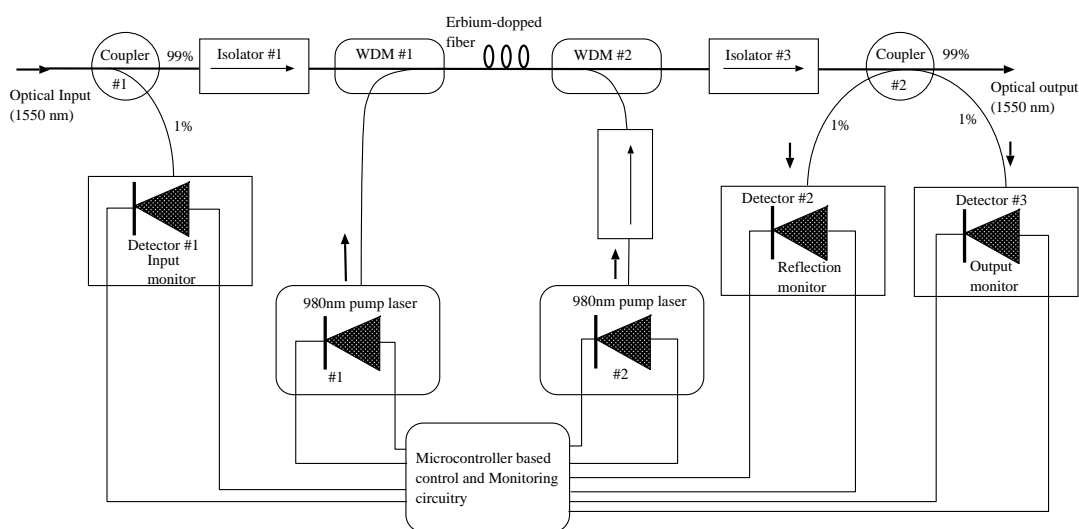 Erbium-dopped
fiber
Coupler
#1
99%
Isolator #1
WDM #1
WDM #2
Isolator #3
Coupler
#2
99%
Optical Input
(1550 nm)
Optical output
(1550 nm)
1%
1%
1%
Detector #1
Input
monitor
Detector #2
Reflection
monitor
Detector #3
Output
monitor
980nm pump laser
#1
980nm pump laser
#2
Microcontroller based
control and Monitoring
circuitry